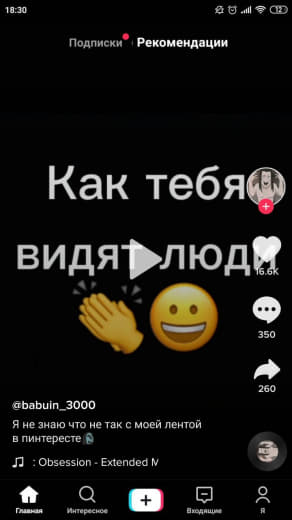 18:30
12
Подписки Рекомендации
Как тебя
видят люди
16.6K
350
260
@babuin_3000
Я не знаю что не так с моей лентой
в пинтересте
: Obsession - Extended M
Главная Интересное Входящие Я